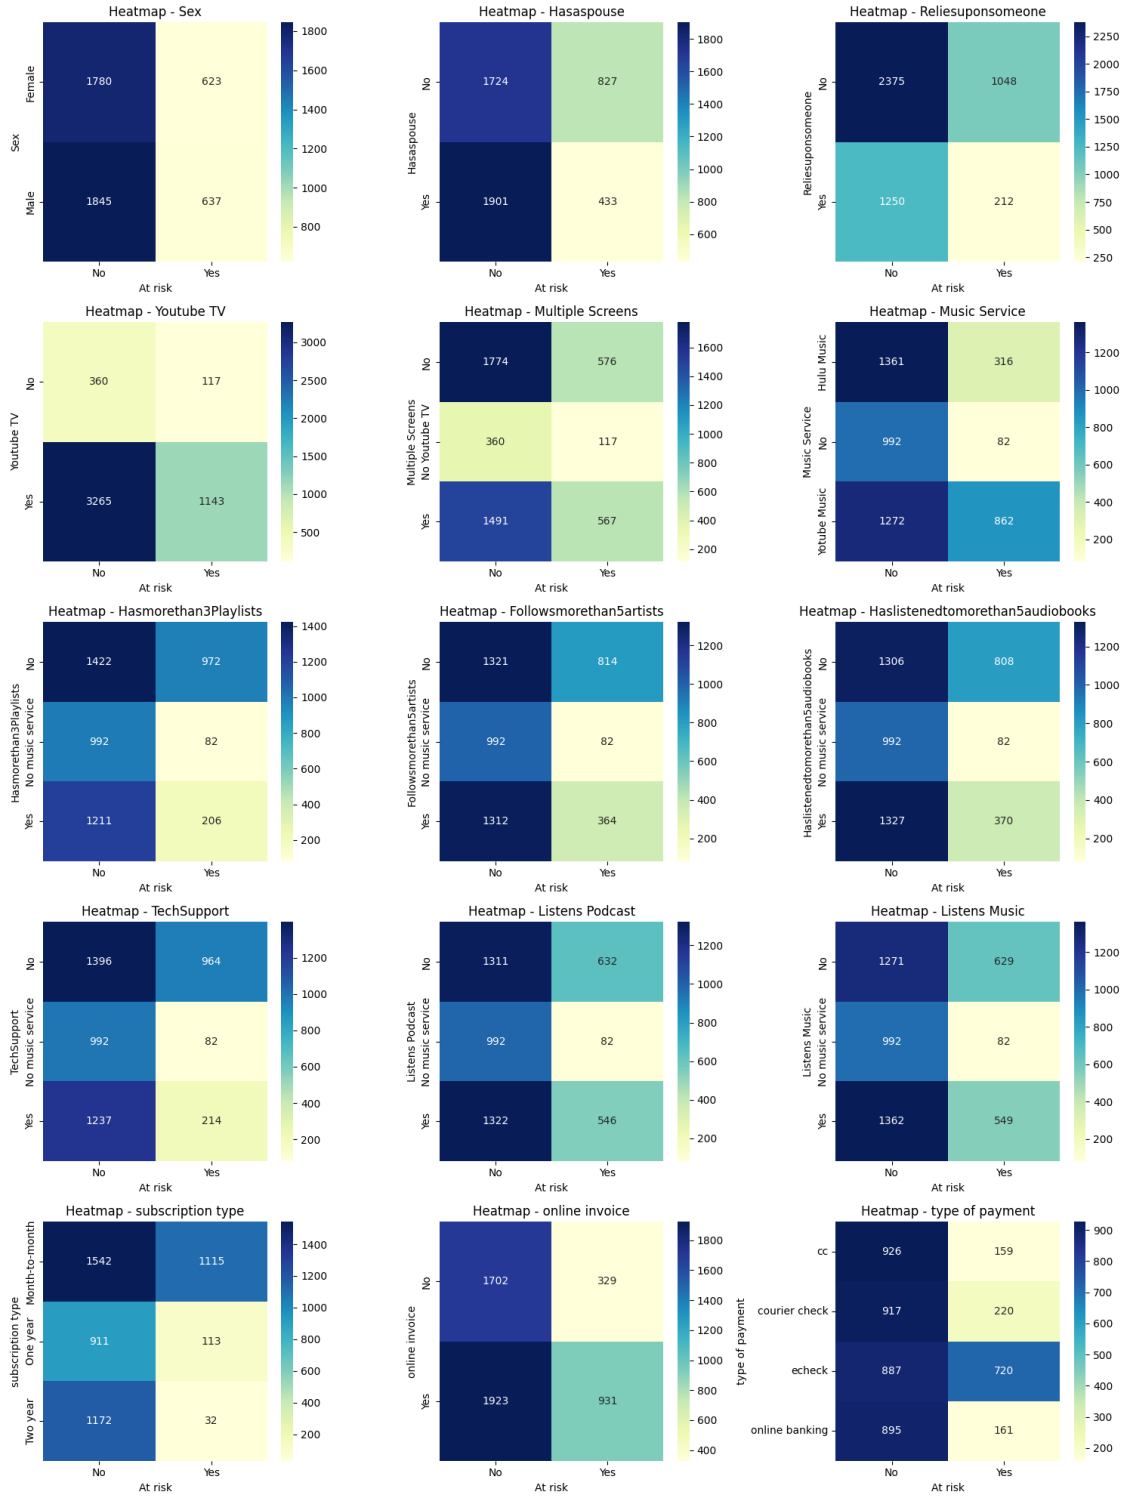 Heatmap - Sex
Female
Male
Sex
1780 623
1845 637
No Yes
At risk
1800
1600
1400
1200
1000
800
Heatmap - Hasaspouse
No
Yes
Hasaspouse
1724 827
1901 433
No Yes
At risk
1800
1600
1400
1200
1000
800
600
Heatmap - Reliesuponsomeone
No
Yes
Reliesuponsomeone
2375 1048
1250 212
No Yes
At risk
2250
2000
1750
1500
1250
1000
750
500
250
Heatmap - Youtube TV
No
Yes
Youtube TV
360 117
3265 1143
No Yes
At risk
3000
2500
2000
1500
1000
500
Heatmap - Multiple Screens
No
No Youtube TV
Yes
Multiple Screens
1774 576
360 117
1491 567
No Yes
At risk
1600
1400
1200
1000
800
600
400
200
Heatmap - Music Service
Hulu Music
No
Yotube Music
Music Service
1361 316
992 82
1272 862
No Yes
At risk
1200
1000
800
600
400
200
Heatmap - Hasmorethan3Playlists
No
No music service
Yes
Hasmorethan3Playlists
1422 972
992 82
1211 206
No Yes
At risk
1400
1200
1000
800
600
400
200
Heatmap - Followsmorethan5artists
No
No music service
Yes
Followsmorethan5artists
1321 814
992 82
1312 364
No Yes
At risk
1200
1000
800
600
400
200
Heatmap - Haslistenedtomorethan5audiobooks
No
No music service
Yes
Haslistenedtomorethan5audiobooks
1306 808
992 82
1327 370
No Yes
At risk
1200
1000
800
600
400
200
Heatmap - TechSupport
No
No music service
Yes
TechSupport
1396 964
992 82
1237 214
No Yes
At risk
1200
1000
800
600
400
200
Heatmap - Listens Podcast
No
No music service
Yes
Listens Podcast
1311 632
992 82
1322 546
No Yes
At risk
1200
1000
800
600
400
200
Heatmap - Listens Music
No
No music service
Yes
Listens Music
1271 629
992 82
1362 549
No Yes
At risk
1200
1000
800
600
400
200
Heatmap - subscription type
Month-to-month
One year
Two year
subscription type
1542 1115
911 113
1172 32
No Yes
At risk
1400
1200
1000
800
600
400
200
Heatmap - online invoice
No
Yes
online invoice
1702 329
1923 931
No Yes
At risk
1800
1600
1400
1200
1000
800
600
400
Heatmap - type of payment
cc
courier check
echeck
online banking
type of payment
926 159
917 220
887 720
895 161
No Yes
At risk
900
800
700
600
500
400
300
200